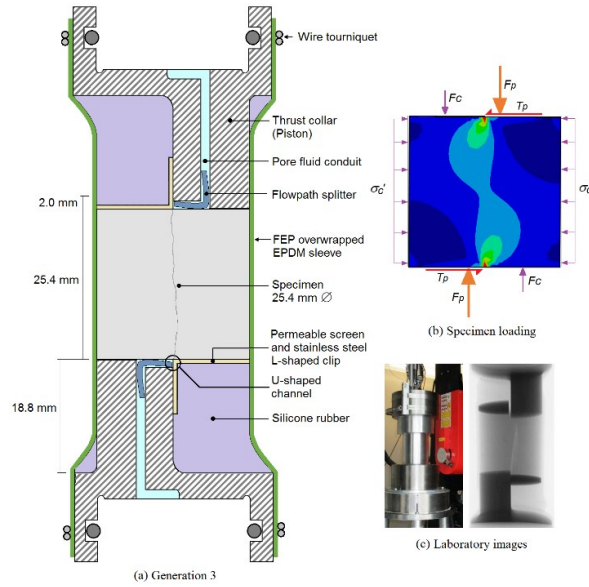 Wire tourniquet
Thrust collar
(Piston)
Pore fluid conduit
Flowpath splitter
2.0 mm
FEP overwrapped
EPDM sleeve
25.4 mm
Specimen
25.4 mm ∅
Permeable screen
and stainless steel
L-shaped clip
U-shaped
channel
18.8 mm
Silicone rubber
(a) Generation 3
Fp
FC
Tp
σc'
σc
Tp
Fp
FC
(b) Specimen loading
(c) Laboratory images